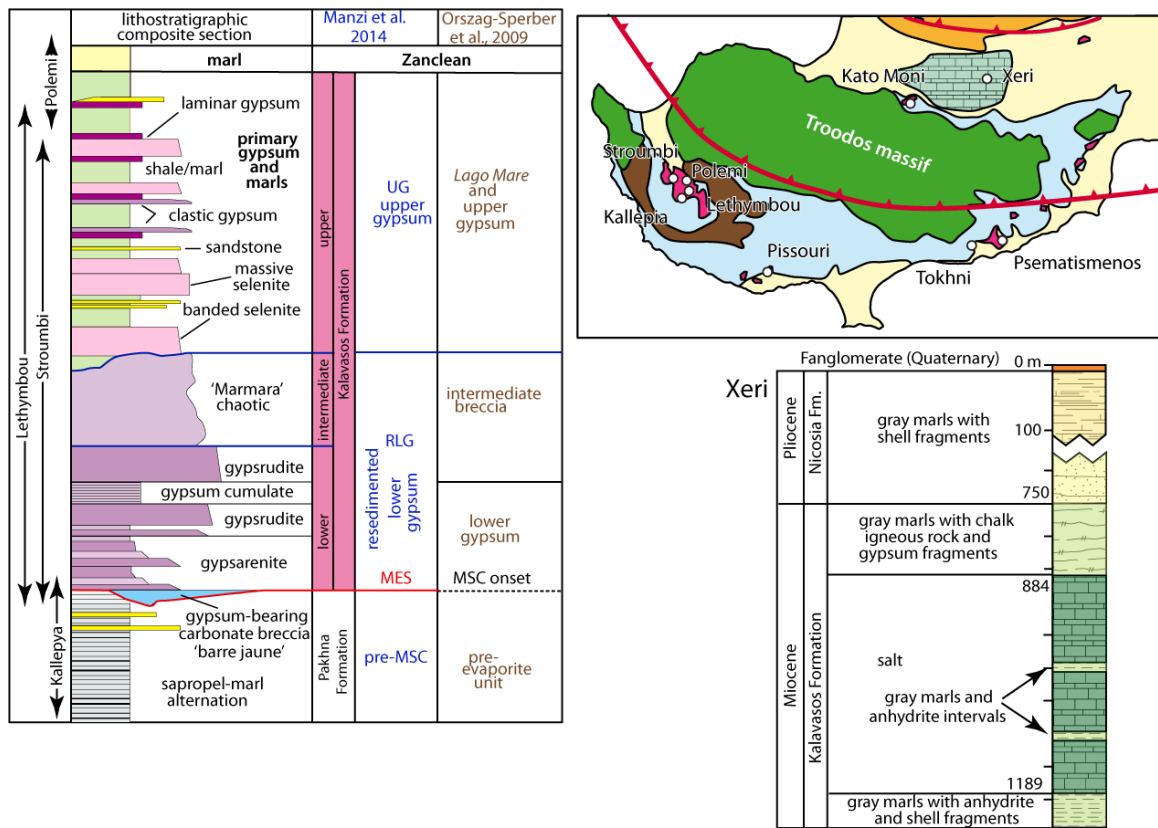 lithostratigraphic
composite section
Manzi et al.
2014
Orszag-Sperber
et al., 2009
marl
Zanclean
Polemi
Stroumbi
Lethymbou
Kallepya
laminar gypsum
primary
gypsum
and
marls
shale/marl
clastic gypsum
sandstone
massive
selenite
banded selenite
'Marmara'
chaotic
gypsrudite
gypsum cumulate
gypsrudite
gypsarenite
gypsum-bearing
carbonate breccia
'barre jaune'
sapropel-marl
alternation
upper
intermediate
lower
Kalavasos Formation
Pakhna
Formation
UG
upper
gypsum
RLG
resedimented
lower
gypsum
MES
pre-MSC
Lago Mare
and
upper
gypsum
intermediate
breccia
lower
gypsum
MSC onset
pre-
evaporite
unit
Kato Moni
Xeri
Troodos massif
Stroumbi
Polemi
Lethymbou
Kallepia
Pissouri
Tokhni
Psematismenos
Xeri
Fanglomerate (Quaternary)
0 m
Pliocene
Nicosia Fm.
gray marls with
shell fragments
100
750
Miocene
Kalavasos Formation
gray marls with chalk
igneous rock and
gypsum fragments
884
salt
gray marls and
anhydrite intervals
1189
gray marls with anhydrite
and shell fragments